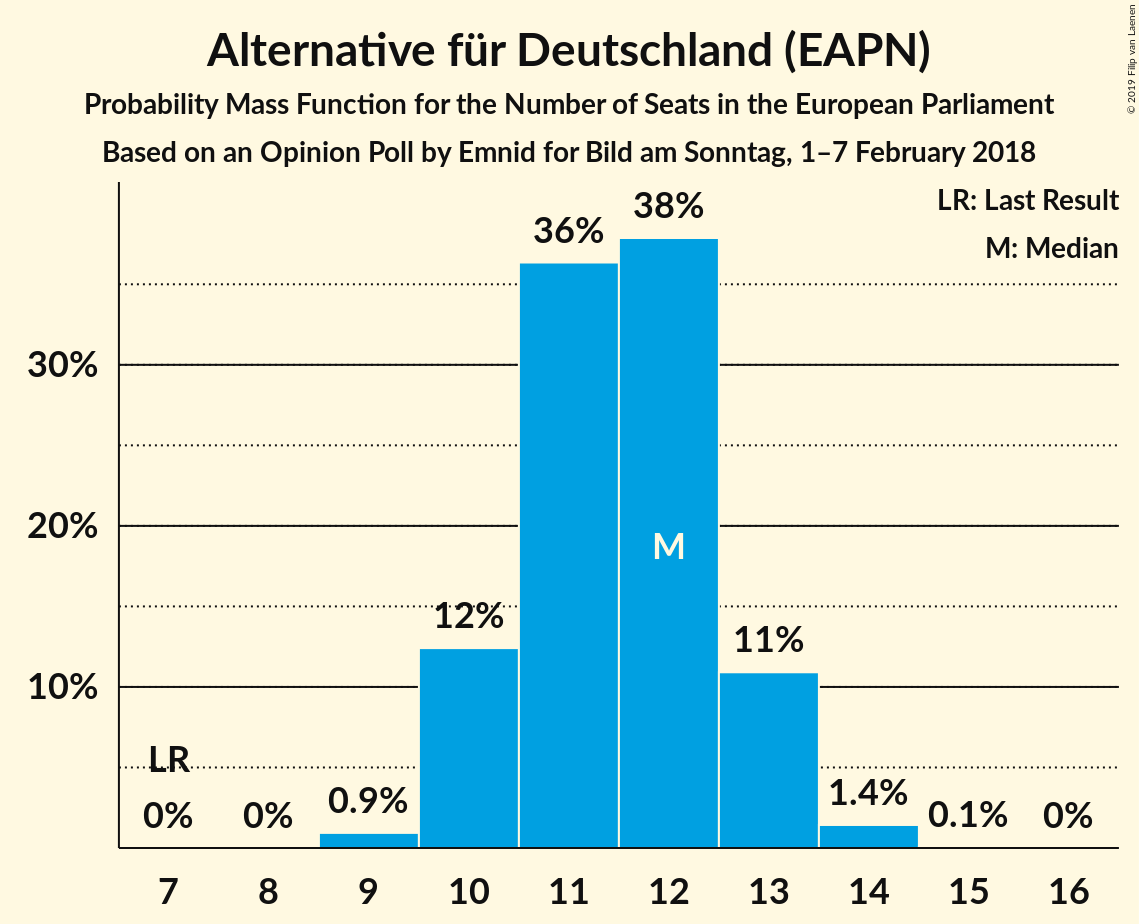 Alternative für Deutschland (EAPN)
Probability Mass Function for the Number of Seats in the European Parliament
Based on an Opinion Poll by Emnid for Bild am Sonntag, 1–7 February 2018
© 2019 Filip van Laenen
LR: Last Result
M: Median
38%
36%
30%
20%
M
12%
11%
10%
LR
0%
0%
0.9%
1.4%
0.1%
0%
7 8 9 10 11 12 13 14 15 16